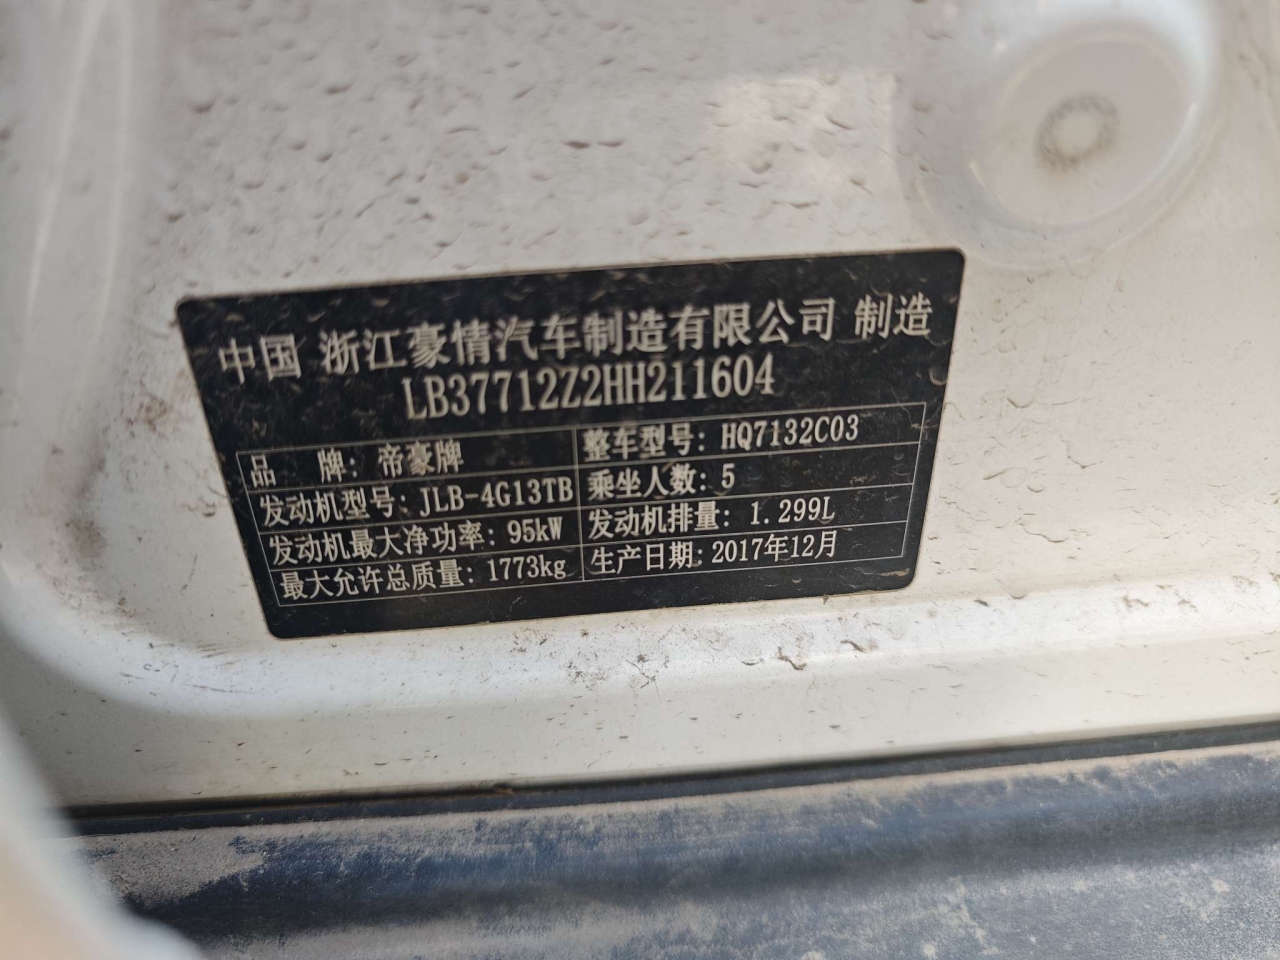 中国 浙江豪情汽车制造有限公司 制造
LB37712Z2HH211604
品 牌: 帝豪牌 整车型号: HQ7132C03
发动机型号: JLB-4G13TB 乘坐人数: 5
发动机最大净功率: 95kW 发动机排量: 1.299L
最大允许总质量: 1773kg 生产日期: 2017年12月